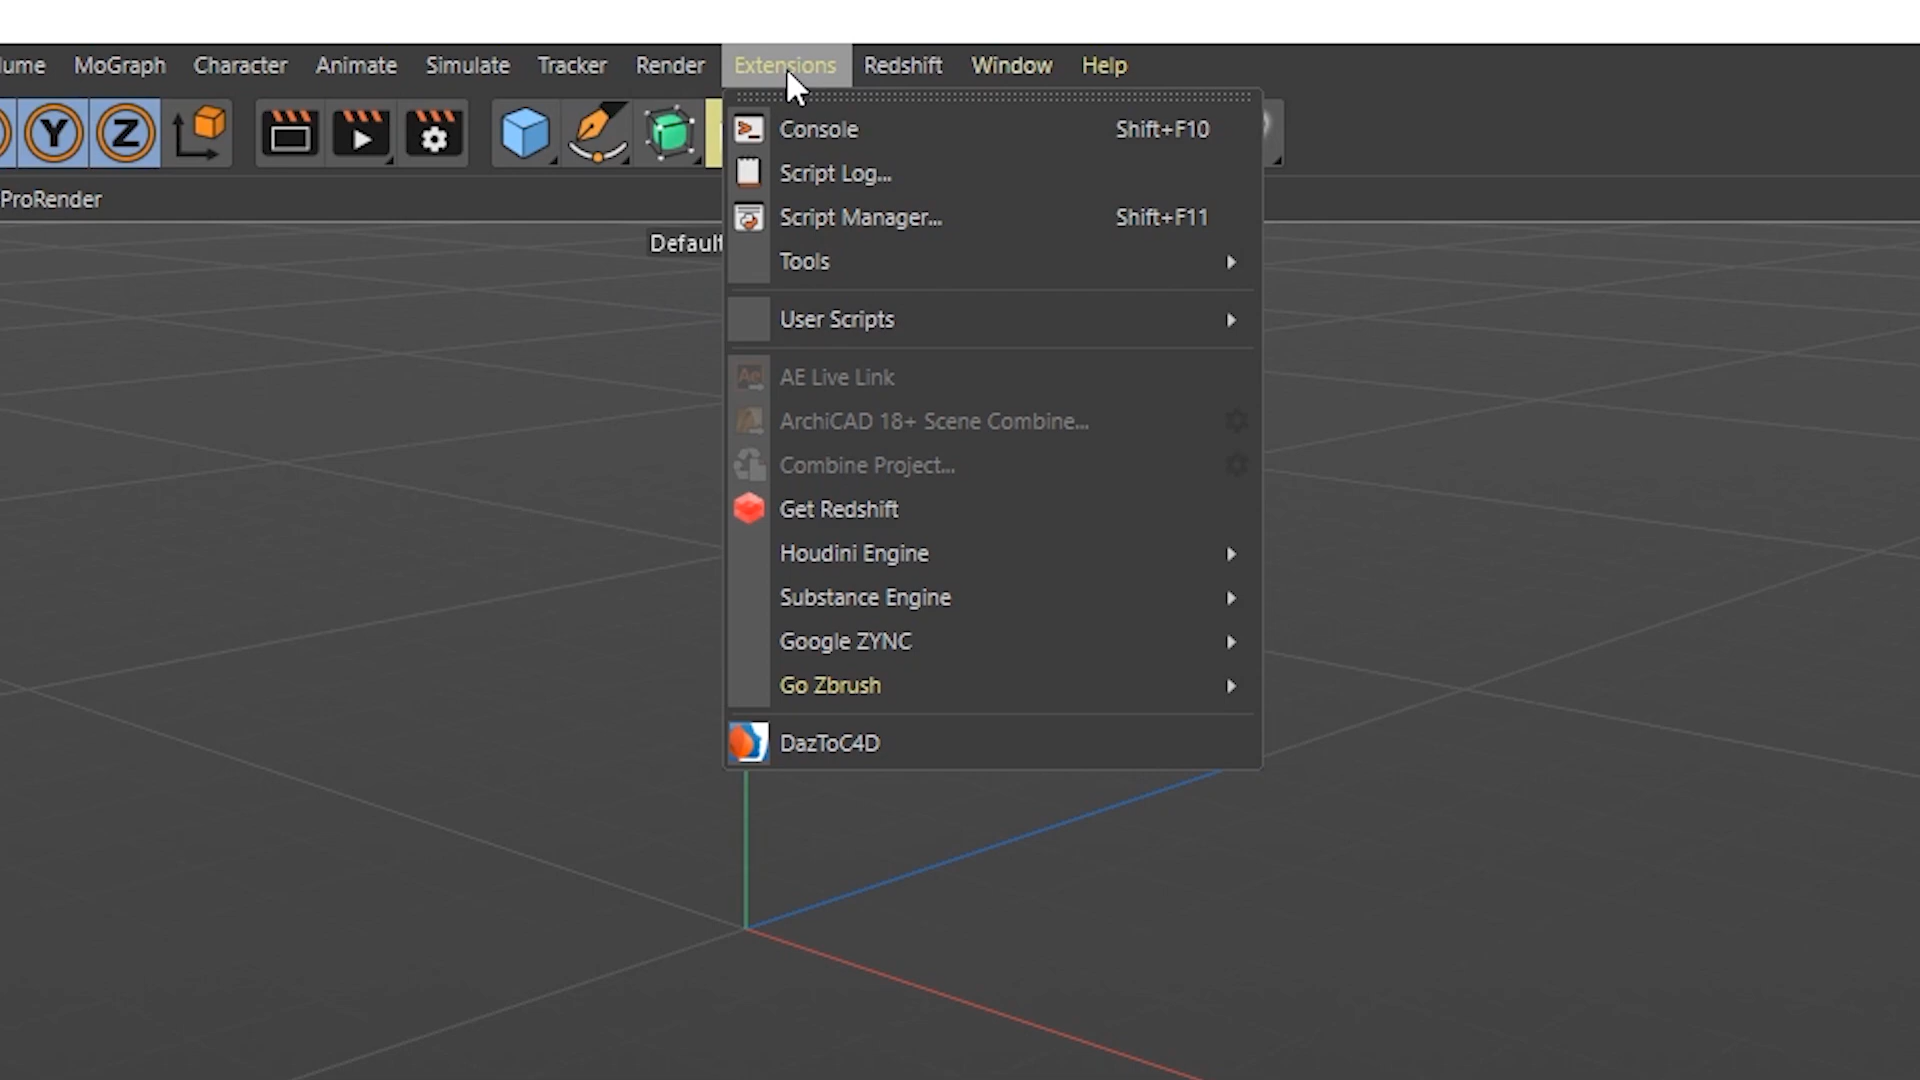 MoGraph Character Animate Simulate Tracker Render Extensions Redshift Window Help
Y Z
ProRender
Default
Console Shift+F10
Script Log...
Script Manager... Shift+F11
Tools
User Scripts
Ae AE Live Link
ArchiCAD 18+ Scene Combine...
Combine Project...
Get Redshift
Houdini Engine
Substance Engine
Google ZYNC
Go Zbrush
DazToC4D